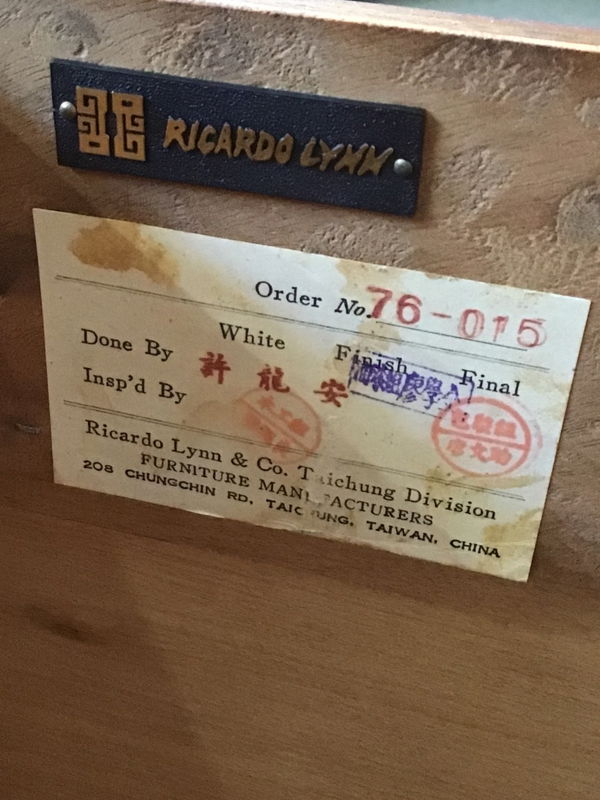 RICARDO LYNN
Order No. 76-015
White Finish Final
Done By 許龍安
Insp'd By
Ricardo Lynn & Co. Taichung Division
FURNITURE MANUFACTURERS
208 CHUNGCHIN RD, TAICHUNG, TAIWAN, CHINA